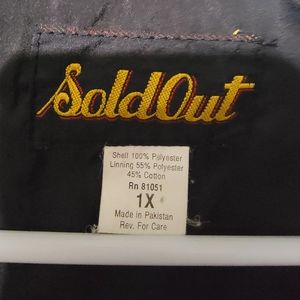 SoldOut
Shell 100% Polyester
Linning 55% Polyester
45% Cotton
Rn 81051
1X
Made in Pakistan
Rev. For Care